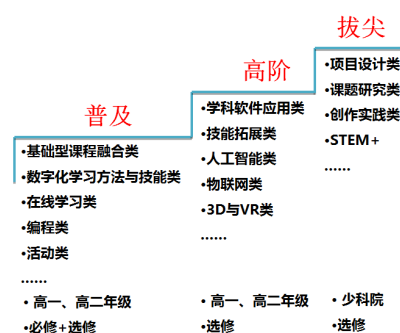 普及
•基础型课程融合类
•数字化学习方法与技能类
•在线学习类
•编程类
•活动类
......
• 高一、高二年级
•必修+选修
高阶
•学科软件应用类
•技能拓展类
•人工智能类
•物联网类
•3D与VR类
......
• 高一、高二年级
•选修
拔尖
•项目设计类
•课题研究类
•创作实践类
•STEM+
......
• 少科院
•选修